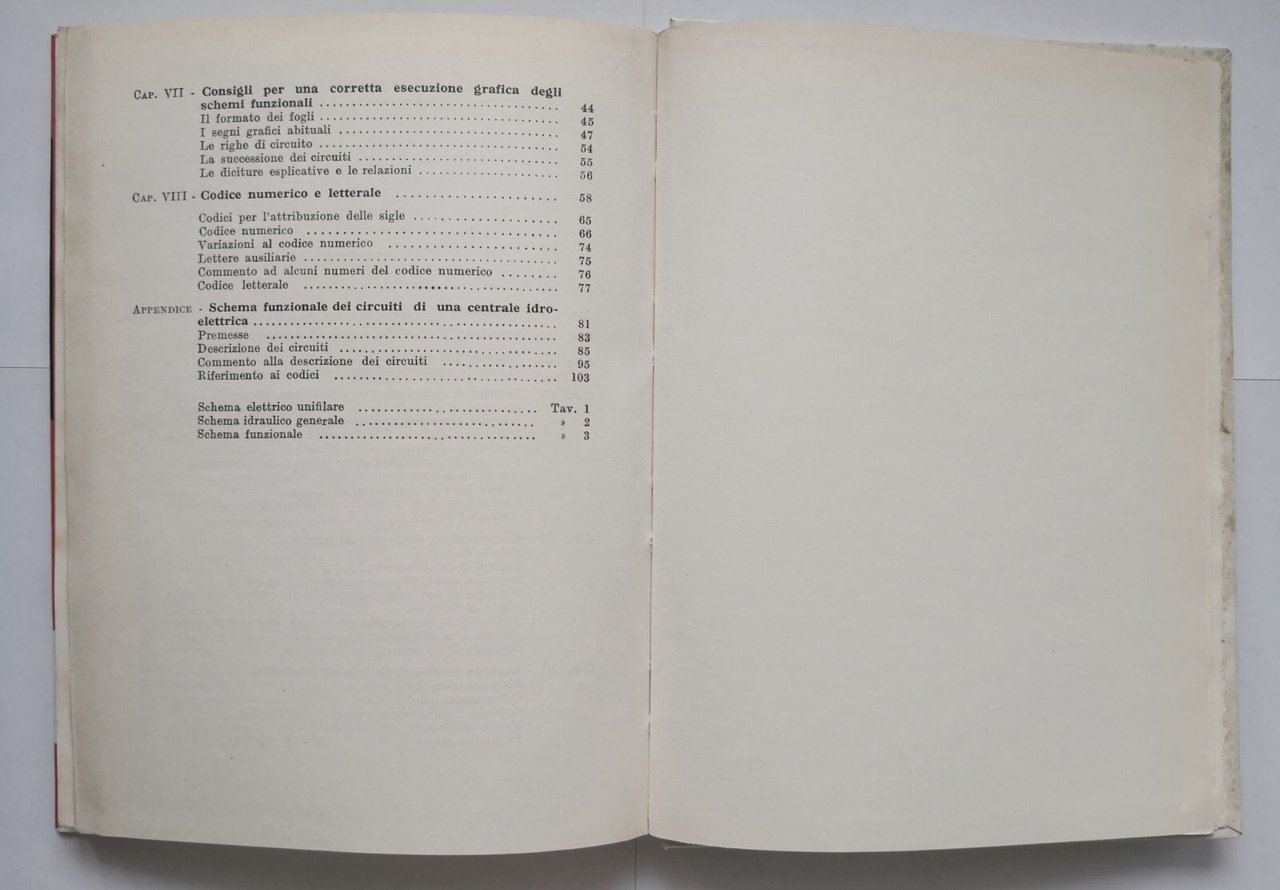 CAP. VII - Consigli per una corretta esecuzione grafica degli
schemi funzionali .................................... 44
Il formato dei fogli .................................... 45
I segni grafici abituali .................................... 47
Le righe di circuito .................................... 54
La successione dei circuiti .............................. 55
Le diciture esplicative e le relazioni ..................... 56
CAP. VIII - Codice numerico e letterale ........................ 58
Codici per l'attribuzione delle sigle ..................... 65
Codice numerico .................................... 66
Variazioni al codice numerico ......................... 74
Lettere ausiliarie .................................... 75
Commento ad alcuni numeri del codice numerico ........ 76
Codice letterale .................................... 77
APPENDICE - Schema funzionale dei circuiti di una centrale idro-
elettrica .............................................. 81
Premesse .......................................... 83
Descrizione dei circuiti ................................. 85
Commento alla descrizione dei circuiti ................. 95
Riferimento ai codici ................................. 103
Schema elettrico unifilare ........................... Tav. 1
Schema idraulico generale ........................... » 2
Schema funzionale ................................. » 3